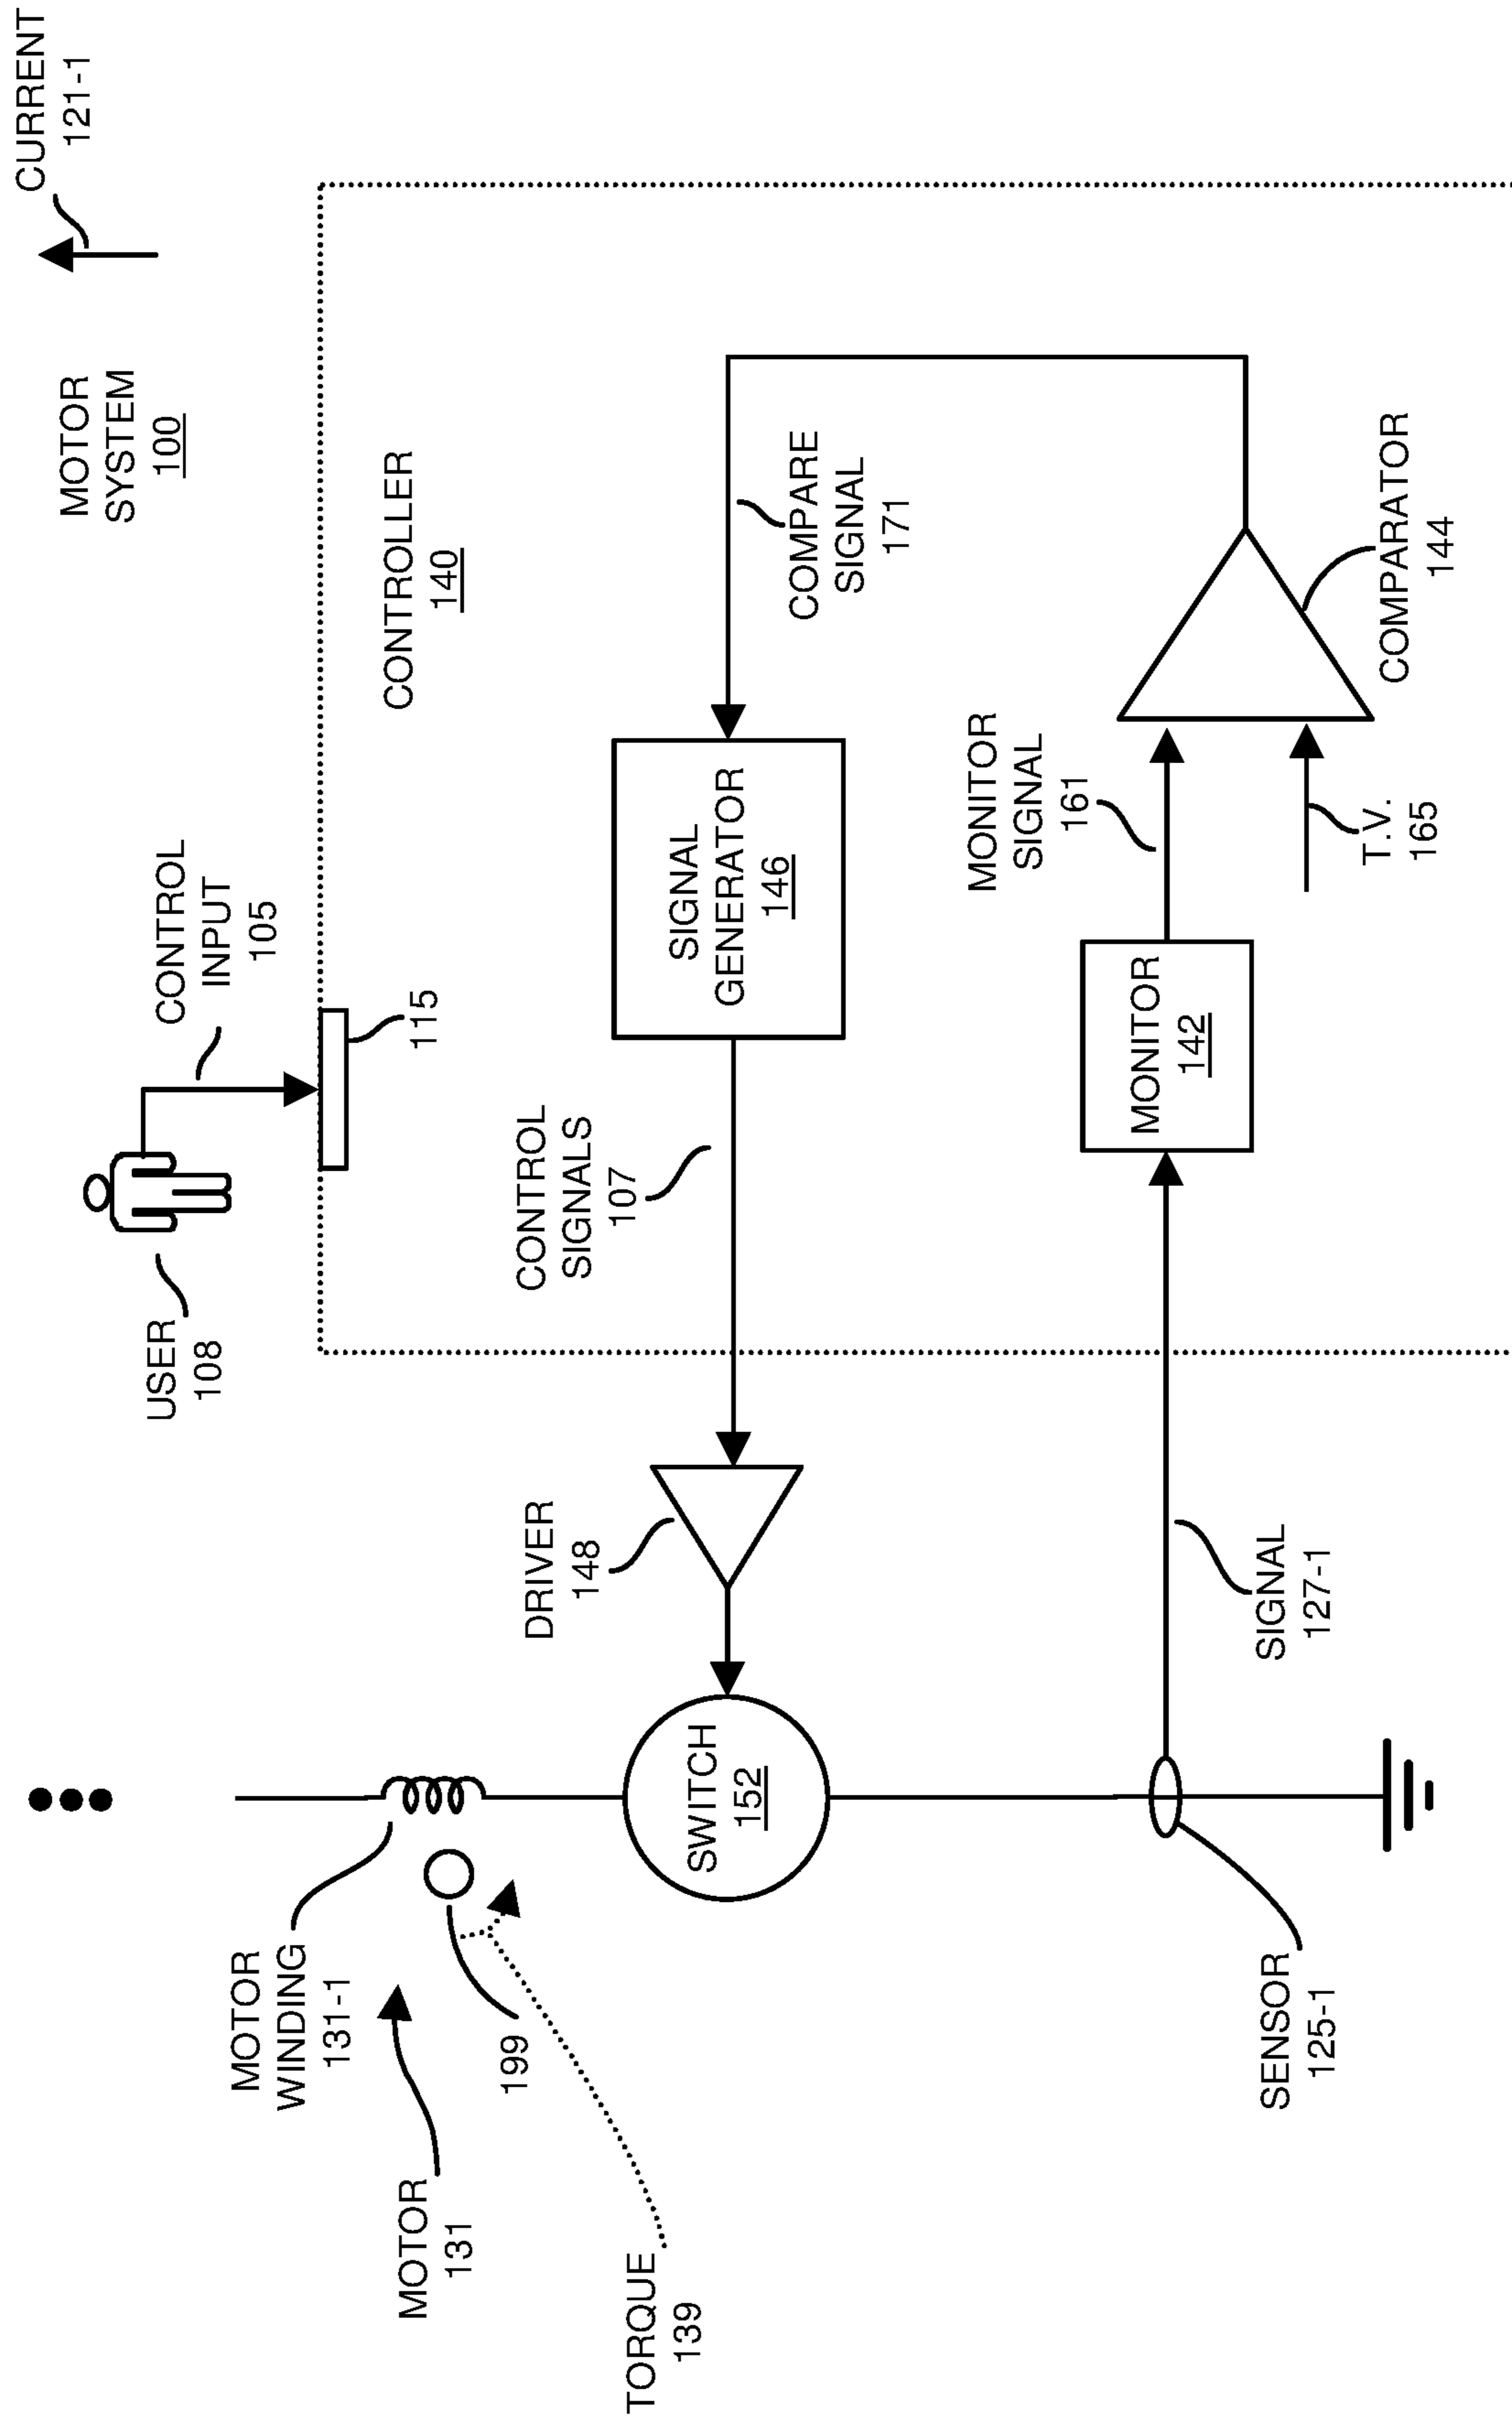 MOTOR
SYSTEM
100
CURRENT
121-1
USER
108
CONTROL
INPUT
105
115
CONTROLLER
140
MOTOR
WINDING
131-1
MOTOR
131
199
TORQUE
139
SWITCH
152
DRIVER
148
CONTROL
SIGNALS
107
SIGNAL
GENERATOR
146
COMPARE
SIGNAL
171
SENSOR
125-1
SIGNAL
127-1
MONITOR
142
MONITOR
SIGNAL
161
T.V.
165
COMPARATOR
144